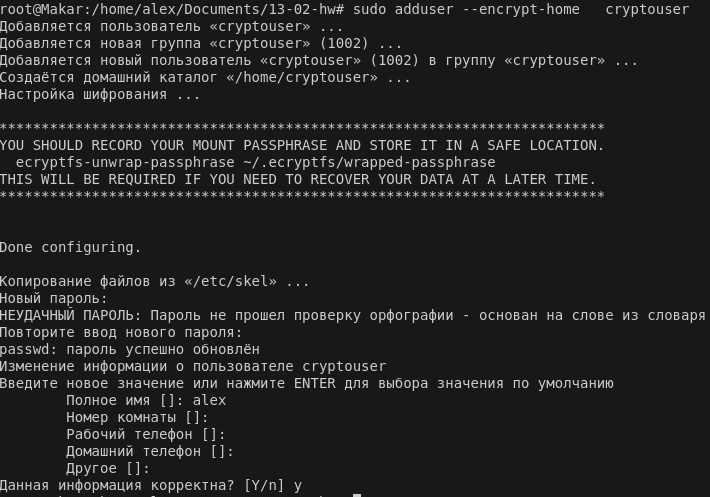 root@Makar:/home/alex/Documents/13-02-hw# sudo adduser --encrypt-home   cryptouser
Добавляется пользователь «cryptouser» ...
Добавляется новая группа «cryptouser» (1002) ...
Добавляется новый пользователь «cryptouser» (1002) в группу «cryptouser» ...
Создаётся домашний каталог «/home/cryptouser» ...
Настройка шифрования ...
************************************************************************
YOU SHOULD RECORD YOUR MOUNT PASSPHRASE AND STORE IT IN A SAFE LOCATION.
  ecryptfs-unwrap-passphrase ~/.ecryptfs/wrapped-passphrase
THIS WILL BE REQUIRED IF YOU NEED TO RECOVER YOUR DATA AT A LATER TIME.
************************************************************************
Done configuring.
Копирование файлов из «/etc/skel» ...
Новый пароль:
НЕУДАЧНЫЙ ПАРОЛЬ: Пароль не прошел проверку орфографии - основан на слове из словаря
Повторите ввод нового пароля:
passwd: пароль успешно обновлён
Изменение информации о пользователе cryptouser
Введите новое значение или нажмите ENTER для выбора значения по умолчанию
        Полное имя []: alex
        Номер комнаты []:
        Рабочий телефон []:
        Домашний телефон []:
        Другое []:
Данная информация корректна? [Y/n] y